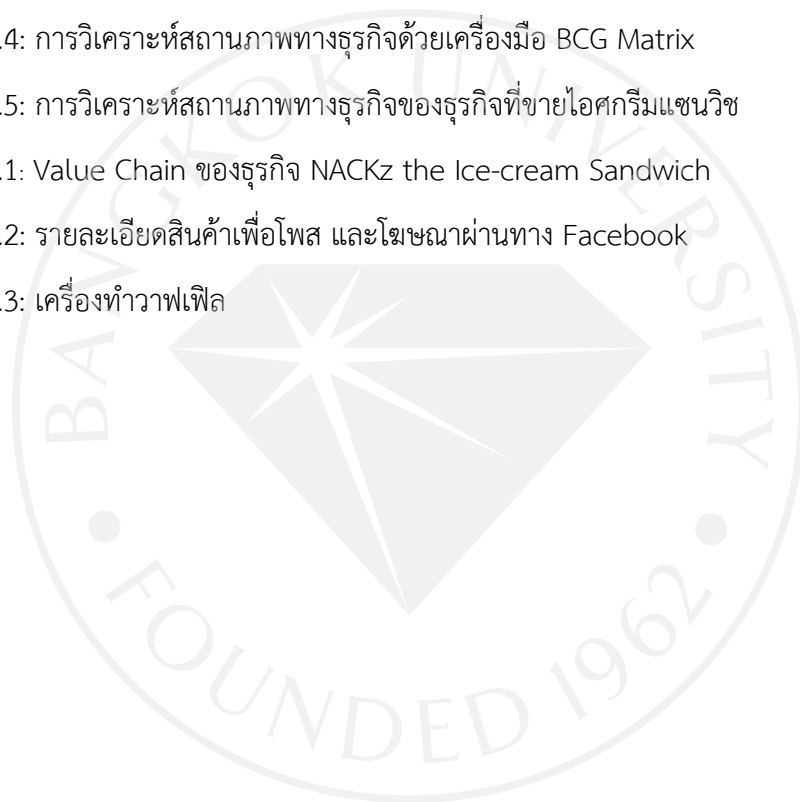 .4: การวิเคราะห์สถานภาพทางธุรกิจด้วยเครื่องมือ BCG Matrix
.5: การวิเคราะห์สถานภาพทางธุรกิจของธุรกิจที่ขายไอศกรีมแซนวิช
.1: Value Chain ของธุรกิจ NACKz the Ice-cream Sandwich
.2: รายละเอียดสินค้าเพื่อโพส และโฆษณาผ่านทาง Facebook
.3: เครื่องทำวาฟเฟิล
BANGKOK UNIVERSITY
• FOUNDED 1962 •